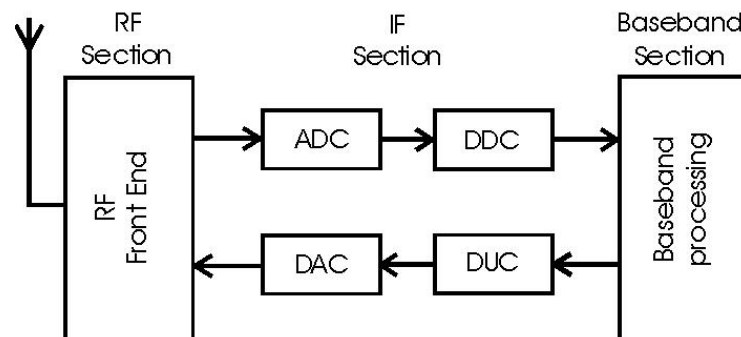 RF
Section
IF
Section
Baseband
Section
RF
Front End
ADC
DDC
DAC
DUC
Baseband
processing